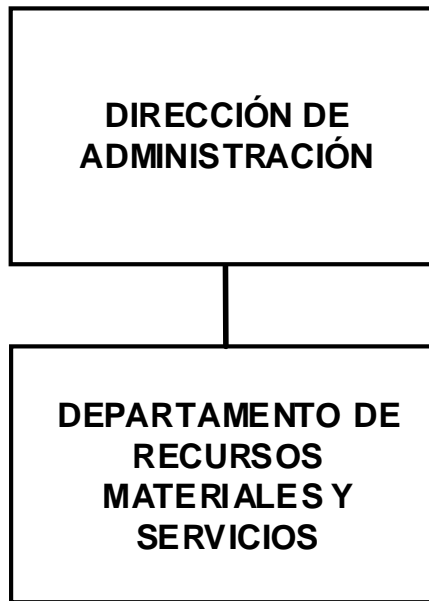 DIRECCIÓN DE
ADMINISTRACIÓN
DEPARTAMENTO DE
RECURSOS
MATERIALES Y
SERVICIOS